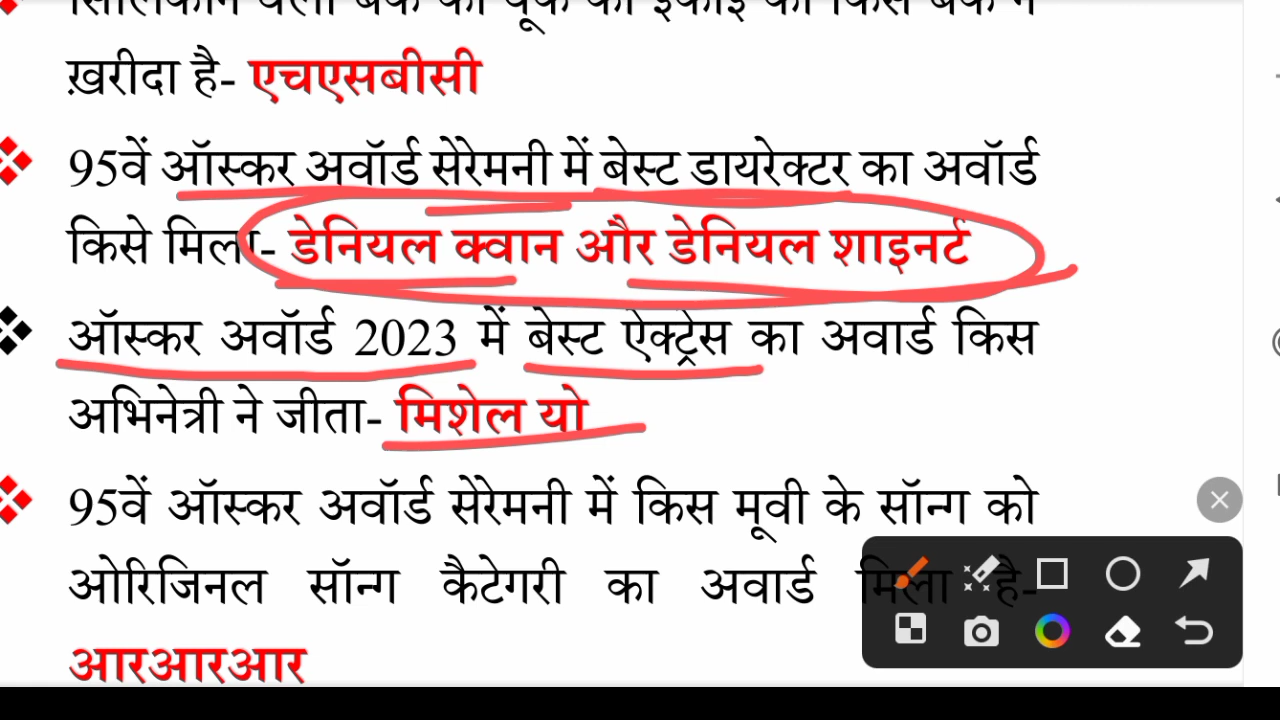 सिलिकॉन वैली बैंक की यूके की इकाई को किस बैंक ने
ख़रीदा है- एचएसबीसी
95वें ऑस्कर अवॉर्ड सेरेमनी में बेस्ट डायरेक्टर का अवॉर्ड
किसे मिला- डेनियल क्वान और डेनियल शाइनर्ट
ऑस्कर अवॉर्ड 2023 में बेस्ट ऐक्ट्रेस का अवार्ड किस
अभिनेत्री ने जीता- मिशेल यो
95वें ऑस्कर अवॉर्ड सेरेमनी में किस मूवी के सॉन्ग को
ओरिजिनल सॉन्ग कैटेगरी का अवार्ड मिला है-
आरआरआर